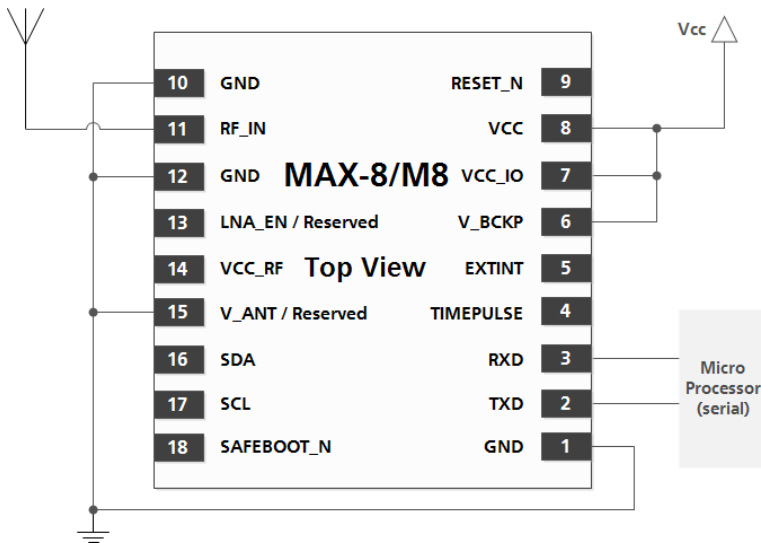 Vcc
10 GND RESET_N 9
11 RF_IN VCC 8
12 GND MAX-8/M8 VCC_IO 7
13 LNA_EN / Reserved V_BCKP 6
14 VCC_RF Top View EXTINT 5
15 V_ANT / Reserved TIMEPULSE 4
16 SDA RXD 3
17 SCL TXD 2
18 SAFEBOOT_N GND 1
Micro
Processor
(serial)